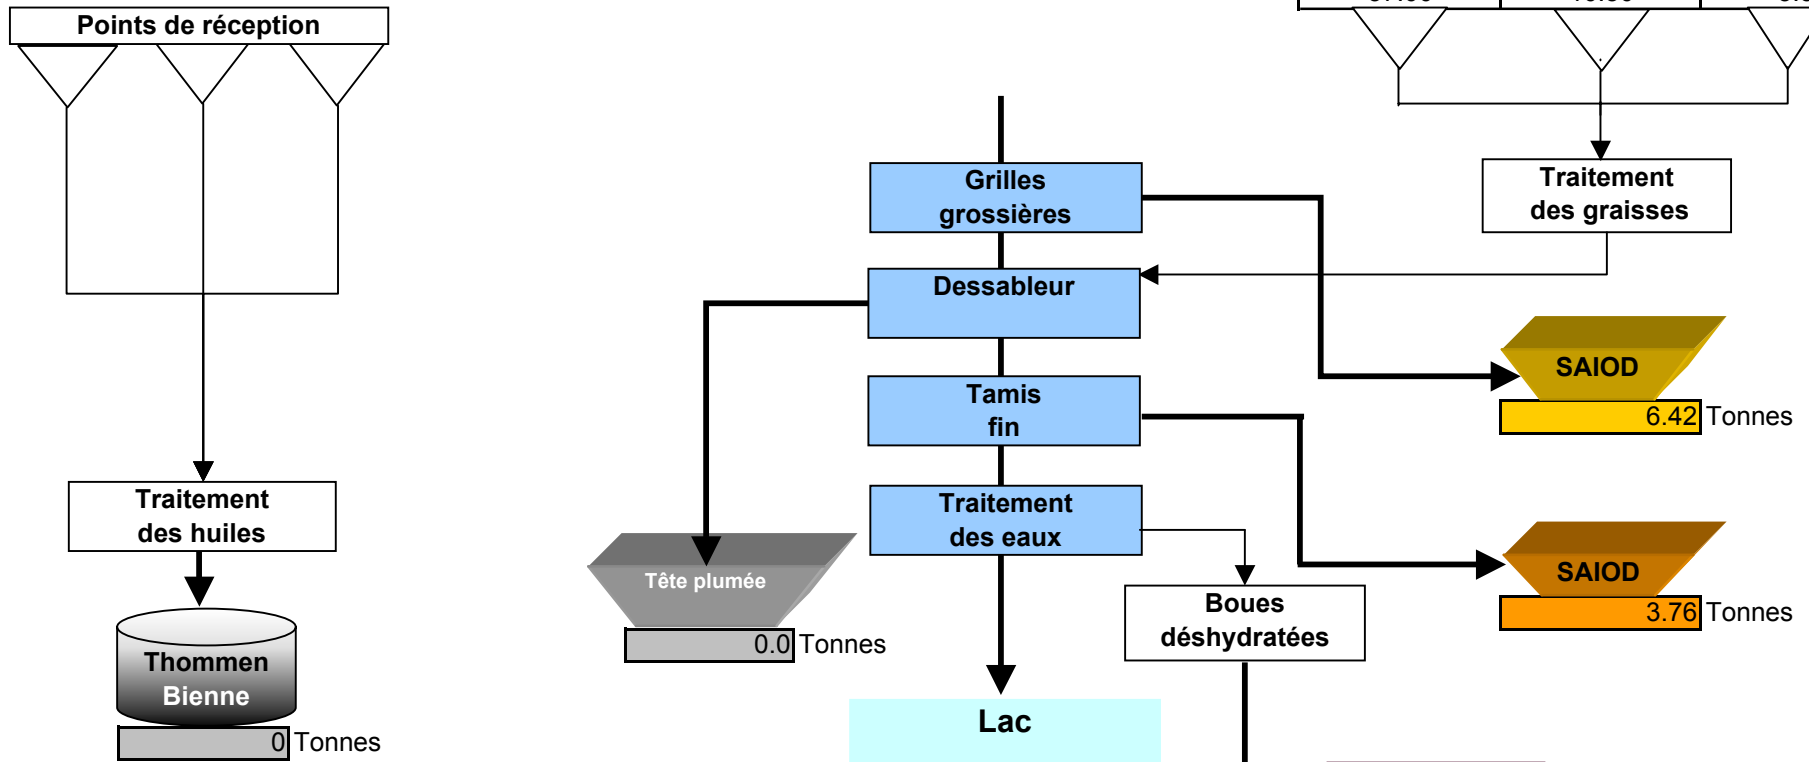 Points de réception
Grilles
grossières
Traitement
des graisses
Dessableur
SAIOD
6.42 Tonnes
Tamis
fin
Traitement
des huiles
Traitement
des eaux
Tête plumée
0.0 Tonnes
SAIOD
3.76 Tonnes
Boues
déshydratées
Thommen
Bienne
0 Tonnes
Lac